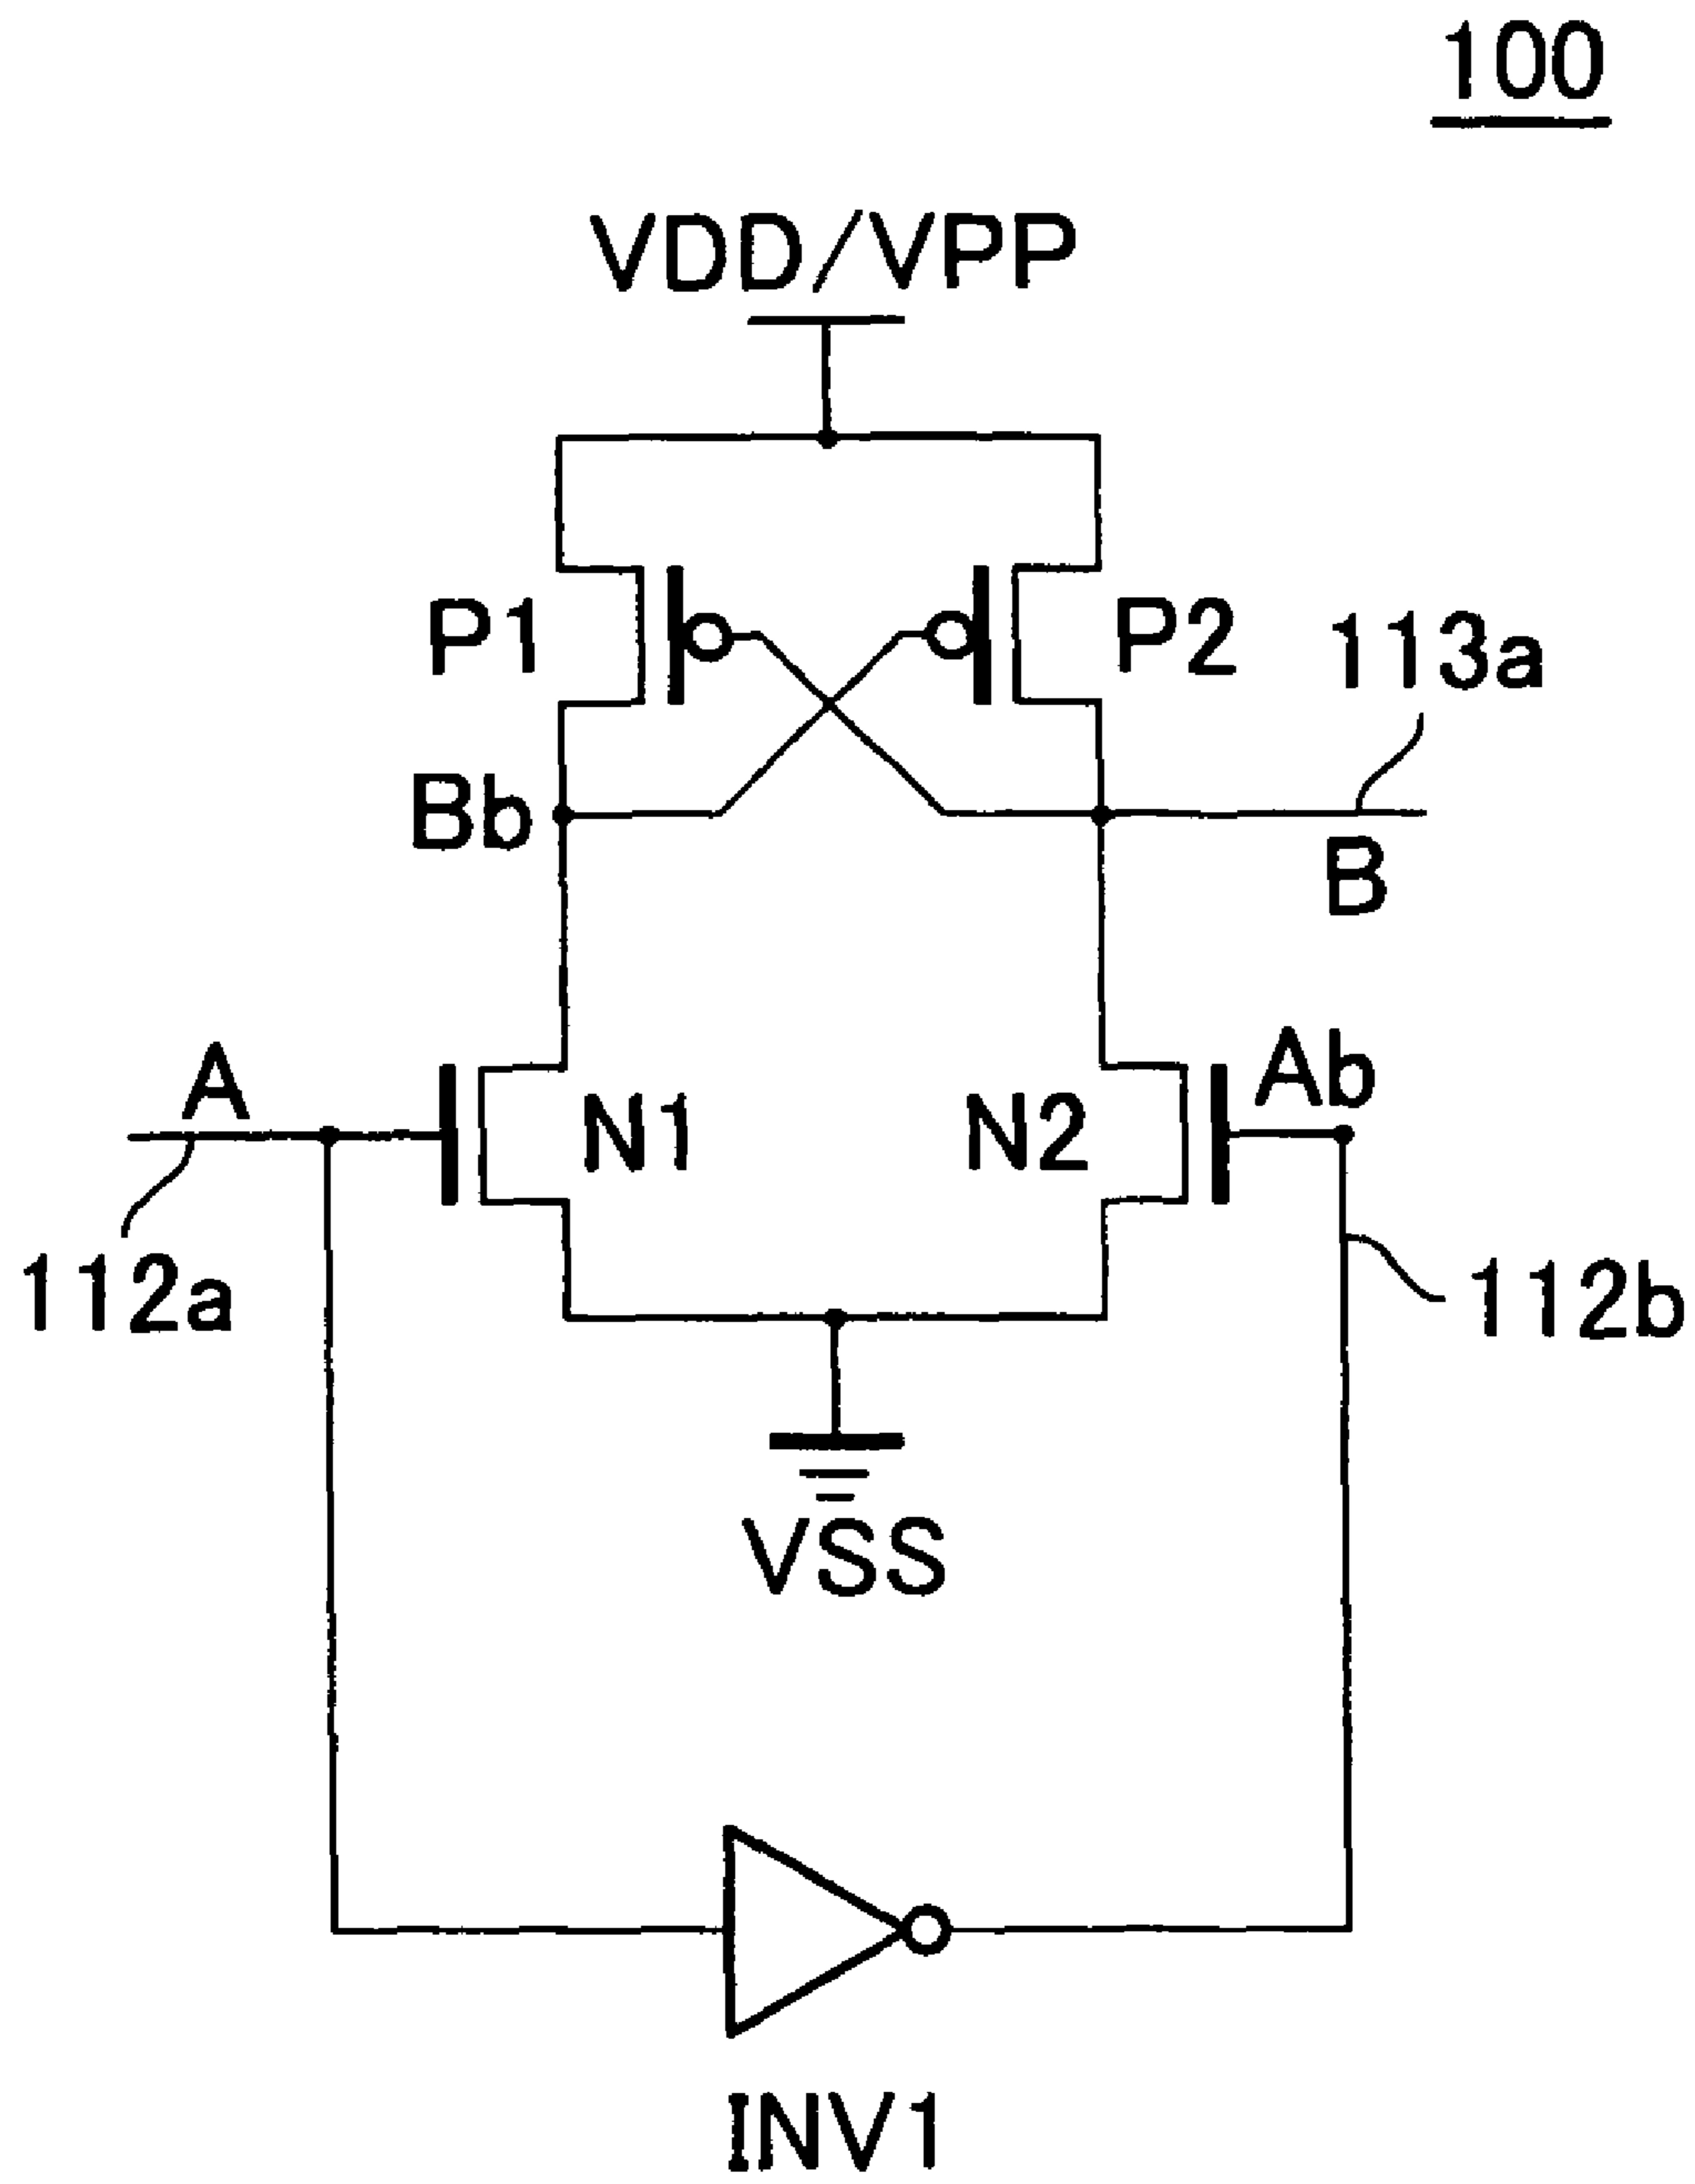 100
VDD/VPP
P1
P2
113a
Bb
B
A
N1
N2
Ab
112a
112b
VSS
INV1